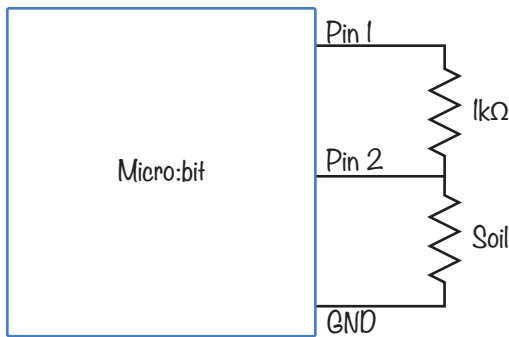 Pin 1
1kΩ
Micro:bit
Pin 2
Soil
GND